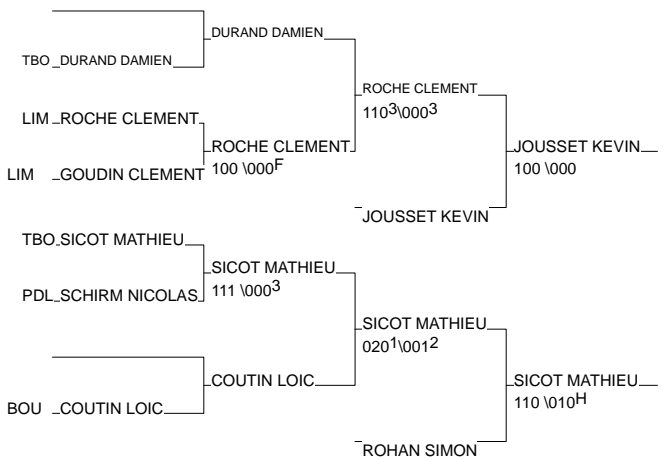 DURAND DAMIEN
TBO DURAND DAMIEN
ROCHE CLEMENT
110³\000³
LIM ROCHE CLEMENT
ROCHE CLEMENT
100 \000F
JOUSSET KEVIN
100 \000
LIM GOUDIN CLEMENT
JOUSSET KEVIN
TBO SICOT MATHIEU
SICOT MATHIEU
111 \000³
PDL SCHIRM NICOLAS
SICOT MATHIEU
020¹\001²
COUTIN LOIC
SICOT MATHIEU
110 \010H
BOU COUTIN LOIC
ROHAN SIMON